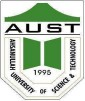 AUST
1995
AHSANULLAH UNIVERSITY OF SCIENCE & TECHNOLOGY